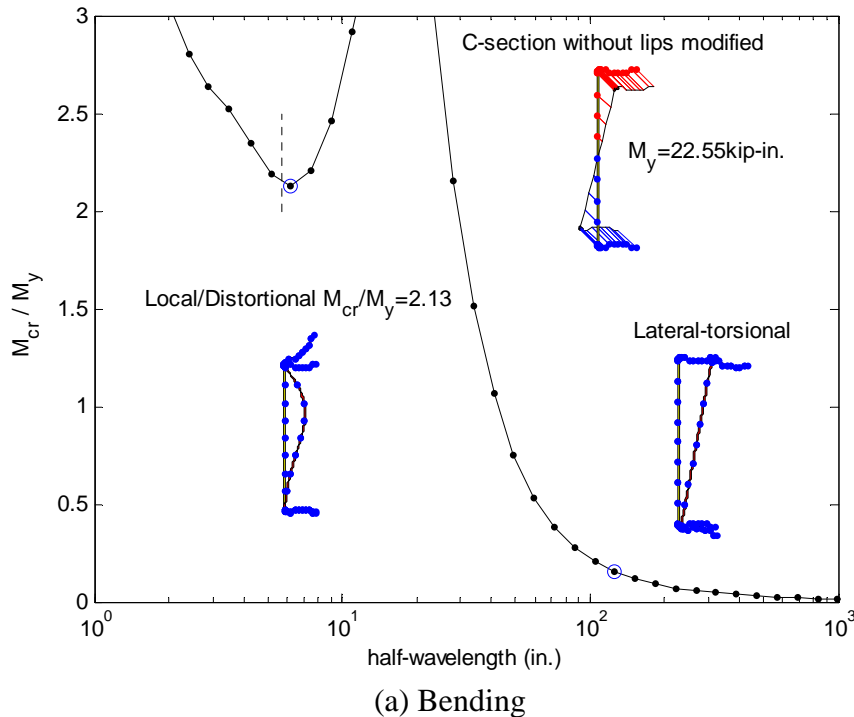 3
2.5
2
1.5
1
0.5
0
M_cr / M_y
C-section without lips modified
M_y=22.55kip-in.
Local/Distortional M_cr/M_y=2.13
Lateral-torsional
10^0 10^1 10^2 10^3
half-wavelength (in.)
(a) Bending